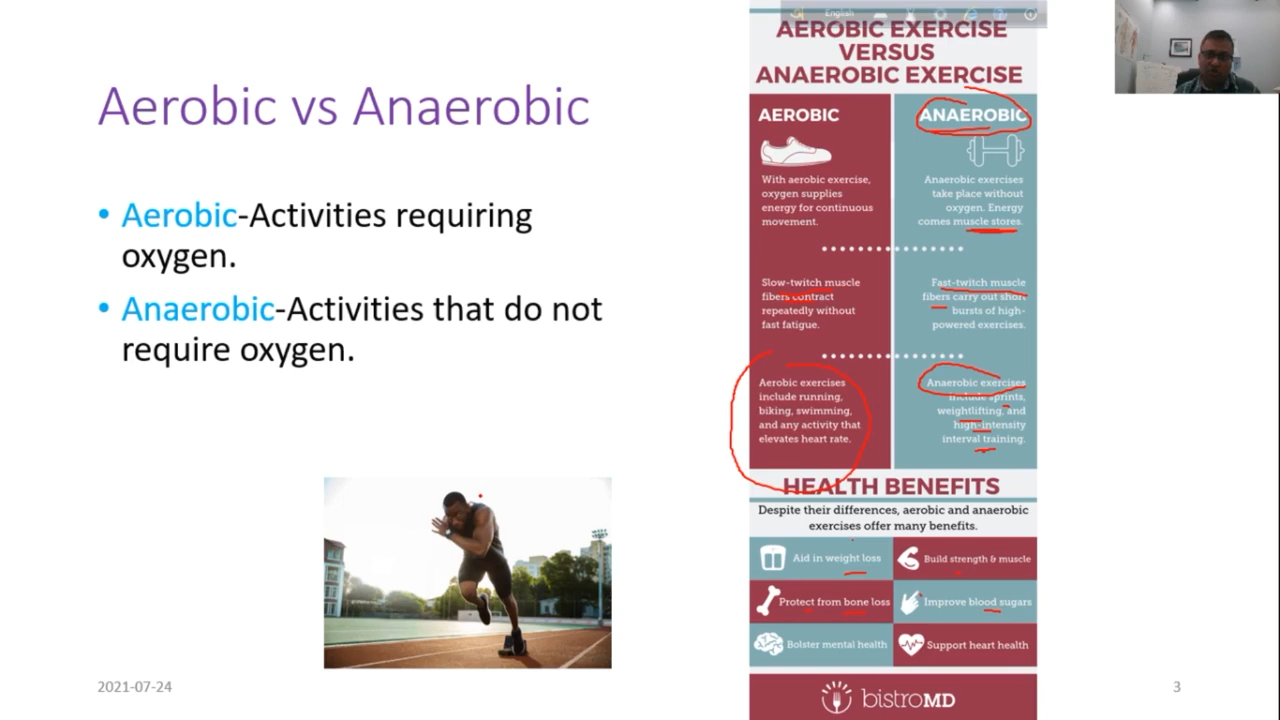 Aerobic vs Anaerobic
• Aerobic-Activities requiring
oxygen.
• Anaerobic-Activities that do not
require oxygen.
2021-07-24
English
AEROBIC EXERCISE
VERSUS
ANAEROBIC EXERCISE
AEROBIC
With aerobic exercise,
oxygen supplies
energy for continuous
movement.
Slow-twitch muscle
fibers contract
repeatedly without
fast fatigue.
Aerobic exercises
include running,
biking, swimming,
and any activity that
elevates heart rate.
ANAEROBIC
Anaerobic exercises
take place without
oxygen. Energy
comes muscle stores.
Fast-twitch muscle
fibers carry out short
bursts of high-
powered exercises.
Anaerobic exercises
include sprints,
weightlifting, and
high-intensity
interval training.
HEALTH BENEFITS
Despite their differences, aerobic and anaerobic
exercises offer many benefits.
Aid in weight loss
Build strength & muscle
Protect from bone loss
Improve blood sugars
Bolster mental health
Support heart health
bistroMD
3